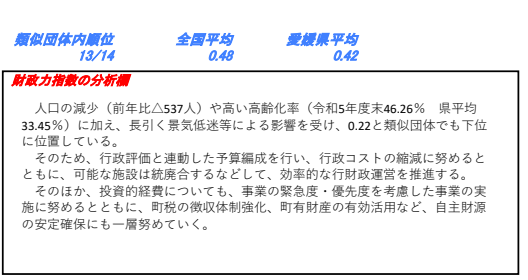 類似団体内順位 全国平均 愛媛県平均
13/14 0.48 0.42
財政力指数の分析欄
人口の減少（前年比△537人）や高い高齢化率（令和5年度末46.26％　県平均
33.45％）に加え、長引く景気低迷等による影響を受け、0.22と類似団体でも下位
に位置している。
そのため、行政評価と連動した予算編成を行い、行政コストの縮減に努めると
ともに、可能な施設は統廃合するなどして、効率的な行財政運営を推進する。
そのほか、投資的経費についても、事業の緊急度・優先度を考慮した事業の実
施に努めるとともに、町税の徴収体制強化、町有財産の有効活用など、自主財源
の安定確保にも一層努めていく。